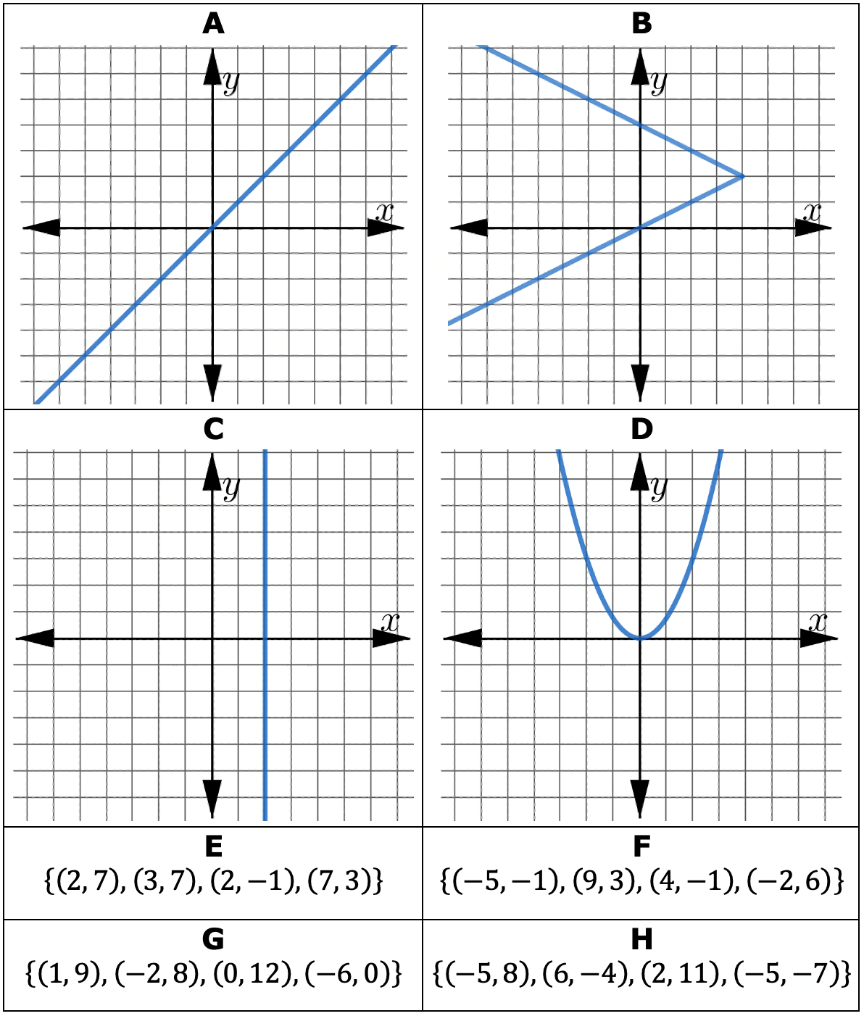 A
B
y
x
y
x
C
D
y
x
y
x
E
{(2, 7), (3, 7), (2, −1), (7, 3)}
F
{(−5, −1), (9, 3), (4, −1), (−2, 6)}
G
{(1, 9), (−2, 8), (0, 12), (−6, 0)}
H
{(−5, 8), (6, −4), (2, 11), (−5, −7)}